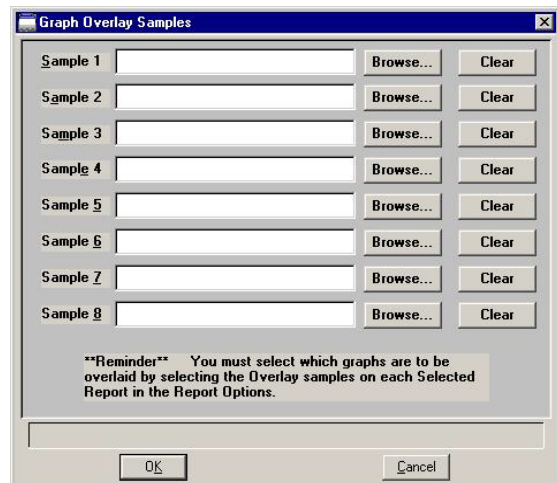 Graph Overlay Samples
Sample 1 Browse... Clear
Sample 2 Browse... Clear
Sample 3 Browse... Clear
Sample 4 Browse... Clear
Sample 5 Browse... Clear
Sample 6 Browse... Clear
Sample 7 Browse... Clear
Sample 8 Browse... Clear
**Reminder** You must select which graphs are to be
overlaid by selecting the Overlay samples on each Selected
Report in the Report Options.
OK Cancel